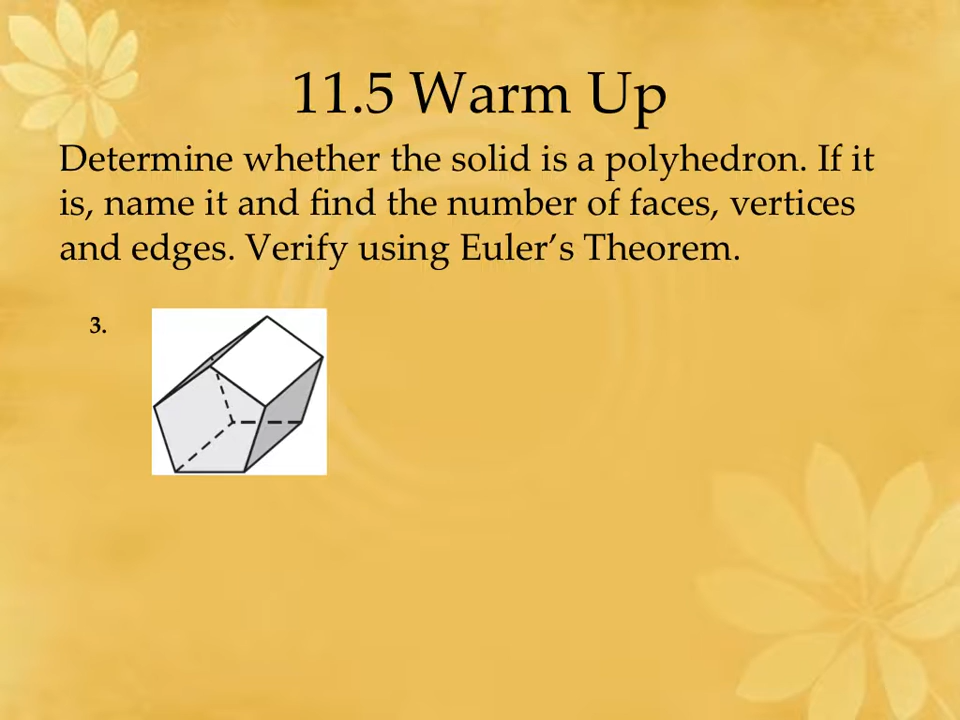 11.5 Warm Up
Determine whether the solid is a polyhedron. If it
is, name it and find the number of faces, vertices
and edges. Verify using Euler’s Theorem.
3.